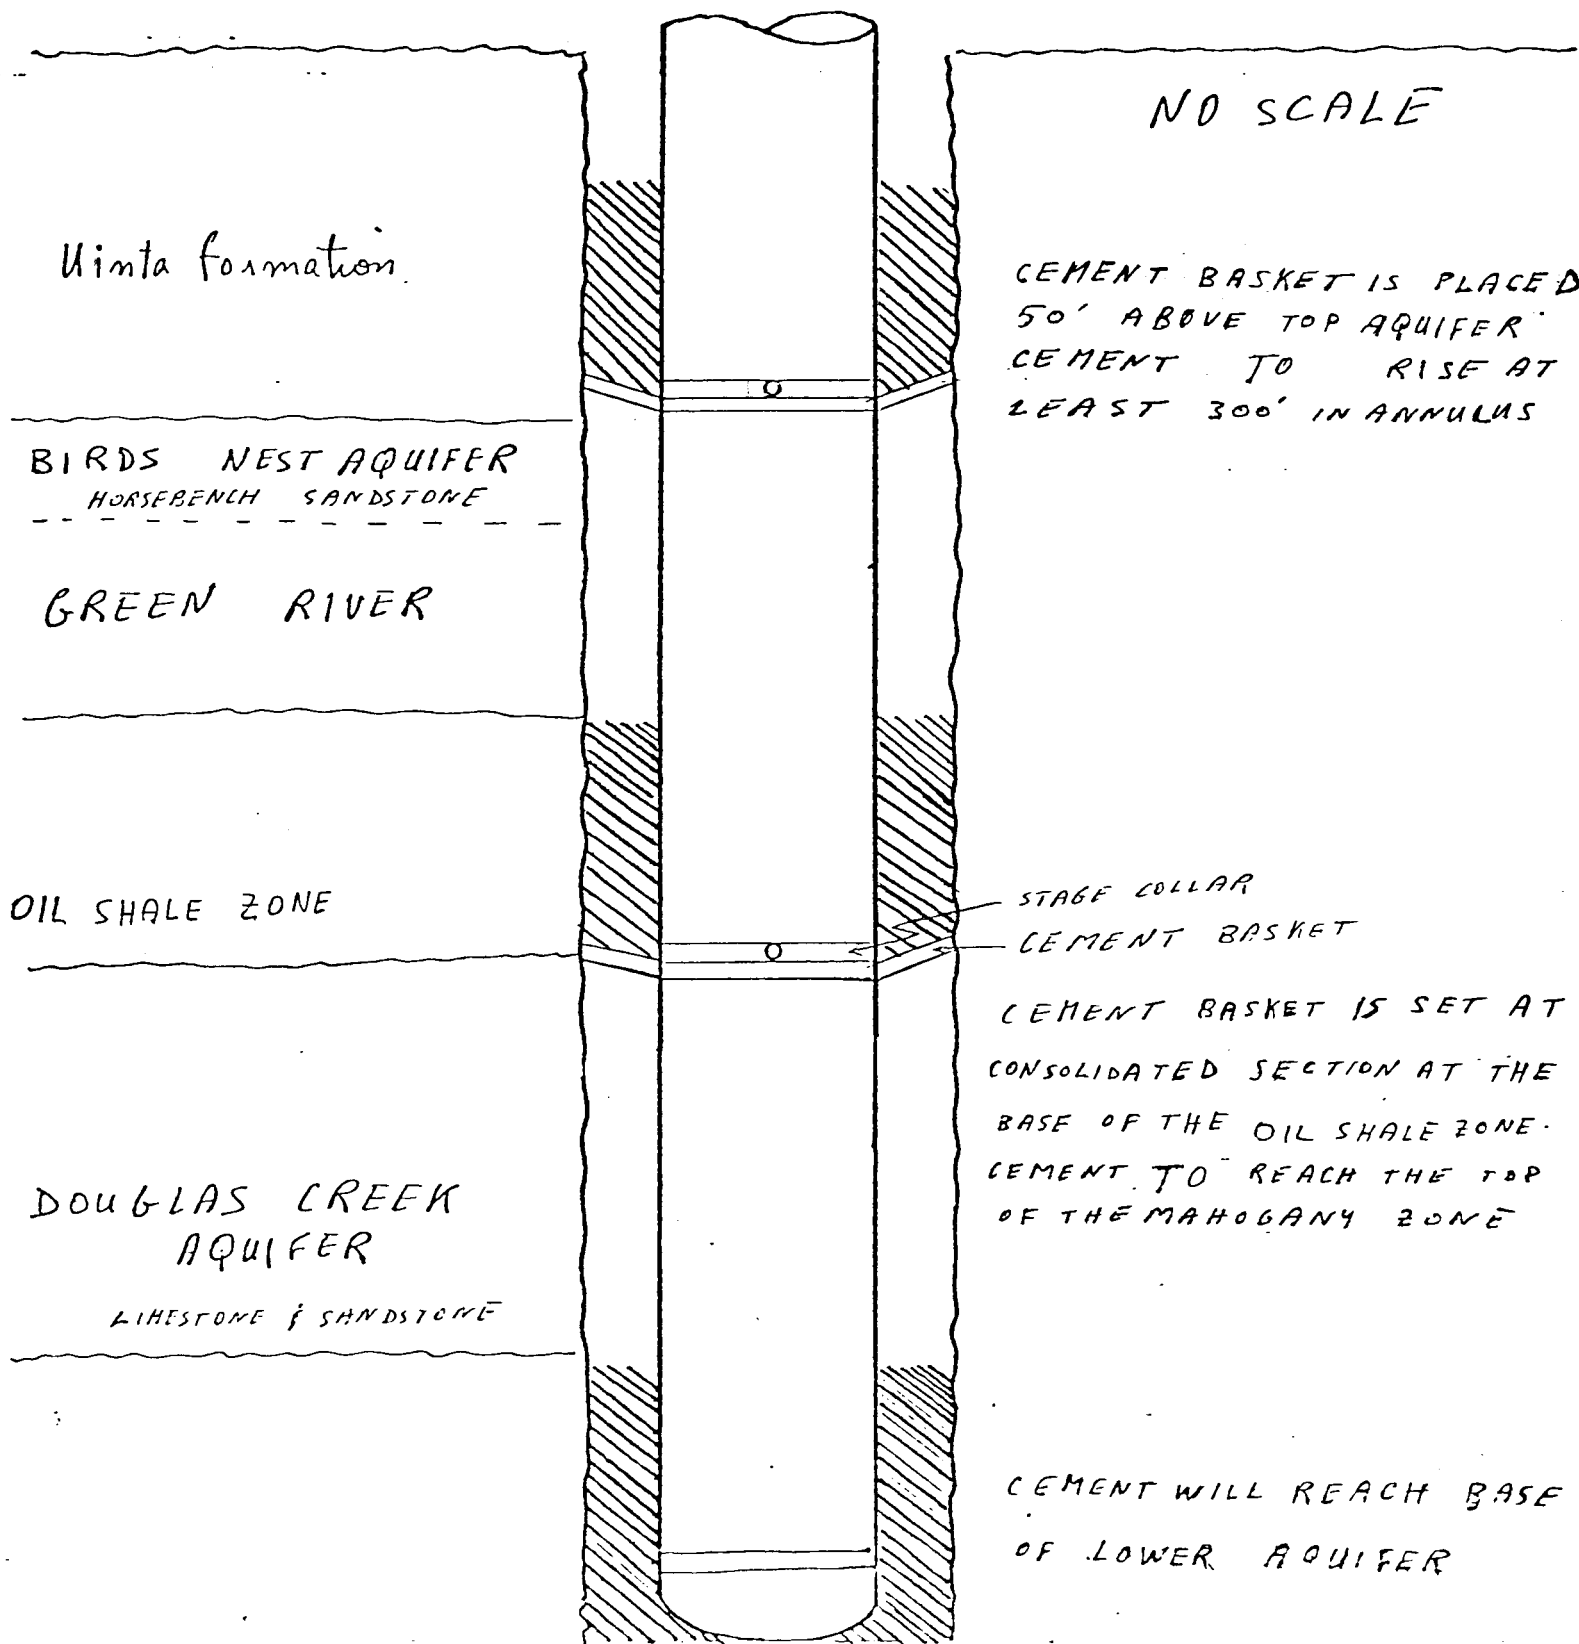 NO SCALE
Uinta formation
CEMENT BASKET IS PLACED
50' ABOVE TOP AQUIFER
CEMENT TO RISE AT
LEAST 300' IN ANNULUS
BIRDS NEST AQUIFER
HORSEBENCH SANDSTONE
GREEN RIVER
OIL SHALE ZONE
STAGE COLLAR
CEMENT BASKET
CEMENT BASKET IS SET AT
CONSOLIDATED SECTION AT THE
BASE OF THE OIL SHALE ZONE.
CEMENT TO REACH THE TOP
OF THE MAHOGANY ZONE
DOUGLAS CREEK
AQUIFER
LIMESTONE & SANDSTONE
CEMENT WILL REACH BASE
OF LOWER AQUIFER